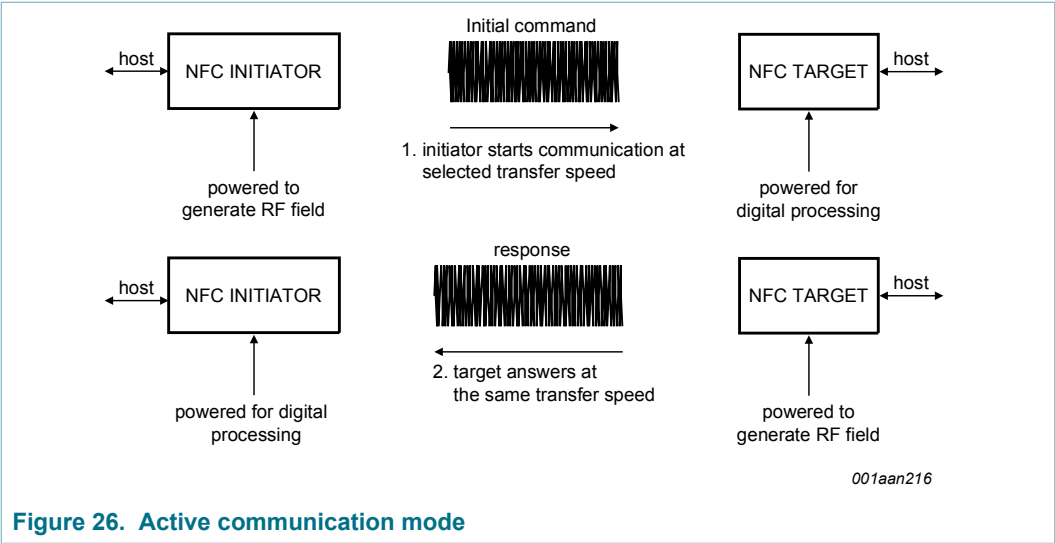 Initial command
host
NFC INITIATOR
NFC TARGET
host
1. initiator starts communication at
selected transfer speed
powered to
generate RF field
powered for
digital processing
response
host
NFC INITIATOR
NFC TARGET
host
2. target answers at
the same transfer speed
powered for digital
processing
powered to
generate RF field
001aan216
Figure 26. Active communication mode